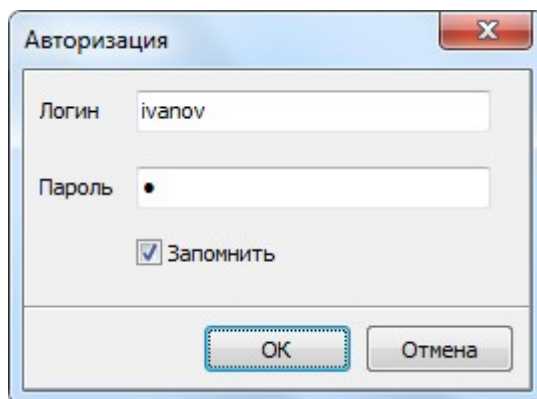 Авторизация
Логин ivanov
Пароль ●
Запомнить
OK Отмена